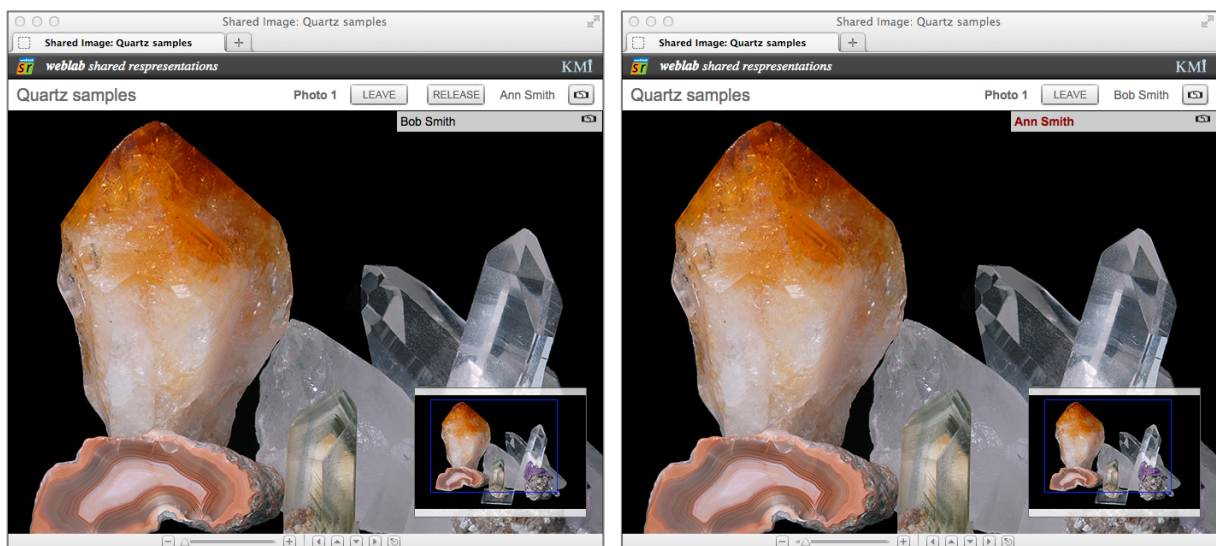 Shared Image: Quartz samples
Shared Image: Quartz samples
sr weblab shared respresentations KMi
Quartz samples Photo 1 LEAVE RELEASE Ann Smith
Bob Smith
Shared Image: Quartz samples
Shared Image: Quartz samples
sr weblab shared respresentations KMi
Quartz samples Photo 1 LEAVE Bob Smith
Ann Smith